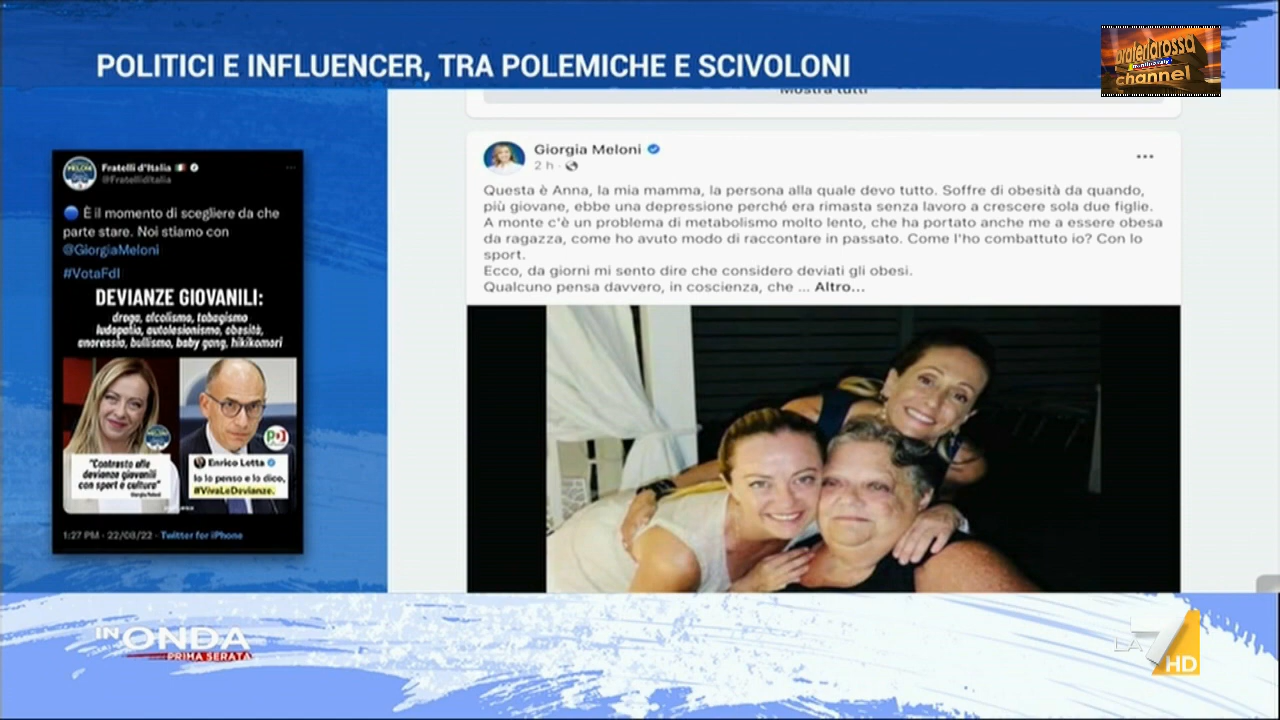 POLITICI E INFLUENCER, TRA POLEMICHE E SCIVOLONI
channel
Mostra tutti
Giorgia Meloni
2 h
Questa è Anna, la mia mamma, la persona alla quale devo tutto. Soffre di obesità da quando,
più giovane, ebbe una depressione perché era rimasta senza lavoro a crescere sola due figlie.
A monte c'è un problema di metabolismo molto lento, che ha portato anche me a essere obesa
da ragazza, come ho avuto modo di raccontare in passato. Come l'ho combattuto io? Con lo
sport.
Ecco, da giorni mi sento dire che considero deviati gli obesi.
Qualcuno pensa davvero, in coscienza, che ... Altro...
Fratelli d'Italia
@FratellidItalia
È il momento di scegliere da che
parte stare. Noi stiamo con
@GiorgiaMeloni
#VotaFdI
DEVIANZE GIOVANILI:
droga, alcolismo, tabagismo
ludopatia, autolesionismo, obesità,
anoressia, bullismo, baby gang, hikikomori
"Contrasto alle
devianze giovanili
con sport e cultura"
Giorgia Meloni
PD
Enrico Letta
Io lo penso e lo dico,
#VivaLeDevianze.
1:27 PM · 22/08/22 · Twitter for iPhone
IN ONDA
PRIMA SERATA
LA 7 HD